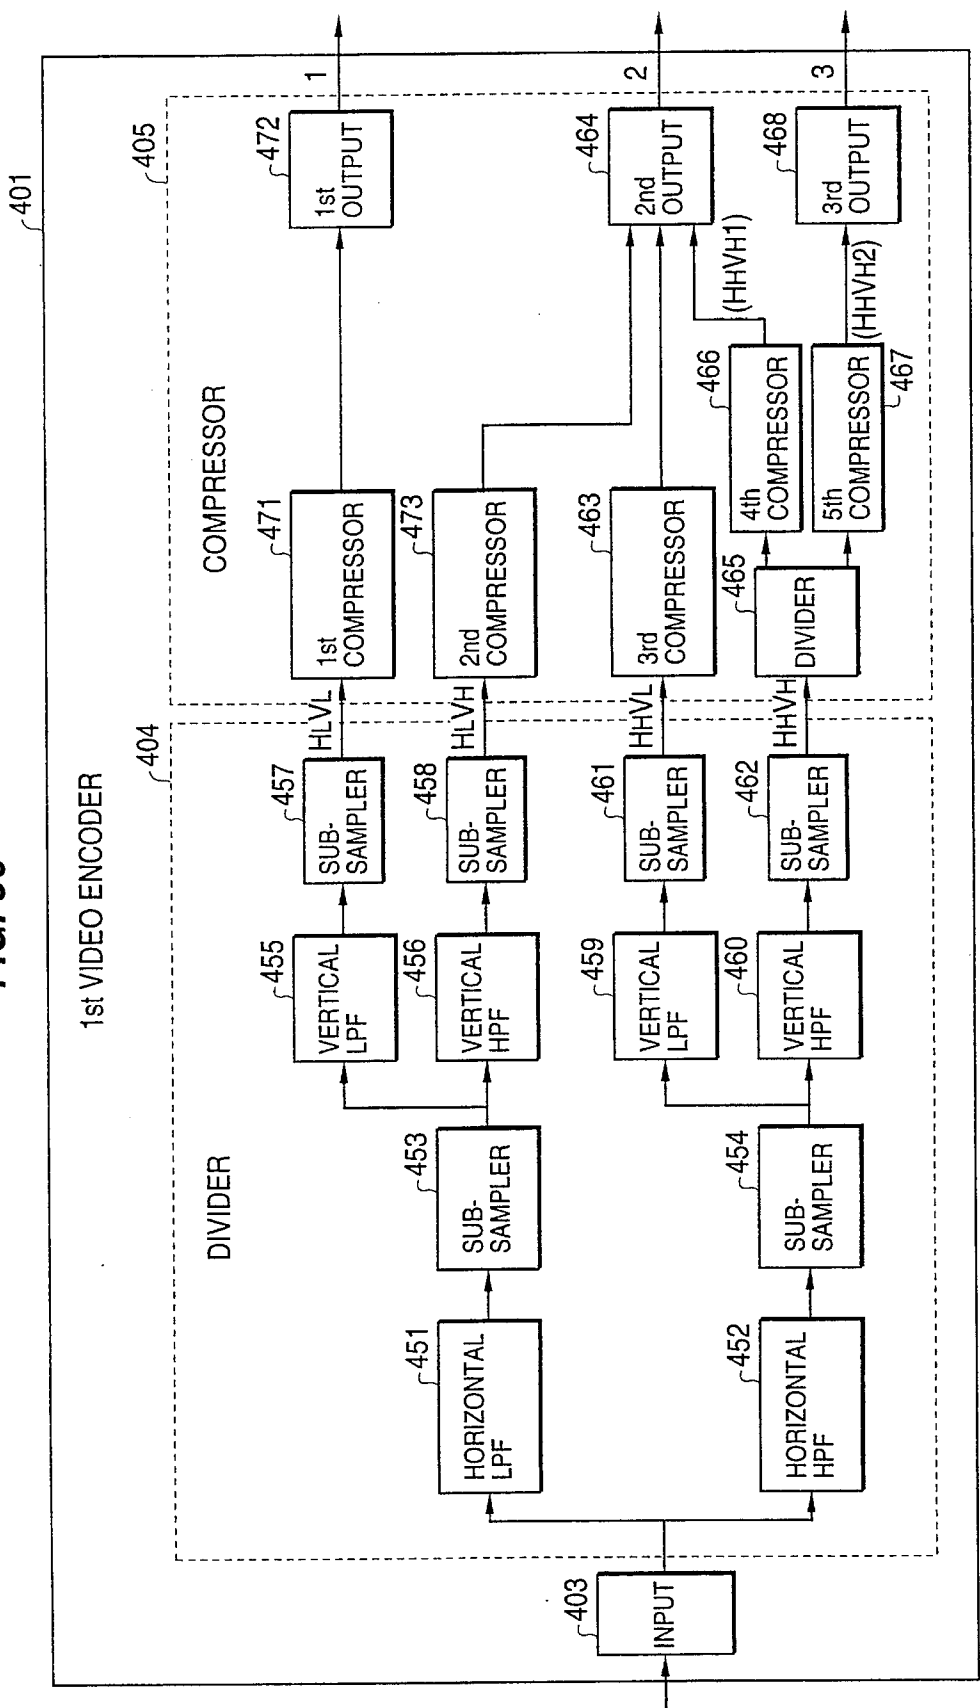 1st VIDEO ENCODER
401
DIVIDER
404
COMPRESSOR
405
403
INPUT
451
HORIZONTAL
LPF
453
SUB-
SAMPLER
455
VERTICAL
LPF
457
SUB-
SAMPLER
HLVL
471
1st
COMPRESSOR
472
1st
OUTPUT
1
456
VERTICAL
HPF
458
SUB-
SAMPLER
HLVH
473
2nd
COMPRESSOR
459
VERTICAL
LPF
461
SUB-
SAMPLER
HHVL
463
3rd
COMPRESSOR
464
2nd
OUTPUT
2
452
HORIZONTAL
HPF
454
SUB-
SAMPLER
460
VERTICAL
HPF
462
SUB-
SAMPLER
HHVH
465
DIVIDER
466
4th
COMPRESSOR
(HHVH1)
467
5th
COMPRESSOR
(HHVH2)
468
3rd
OUTPUT
3